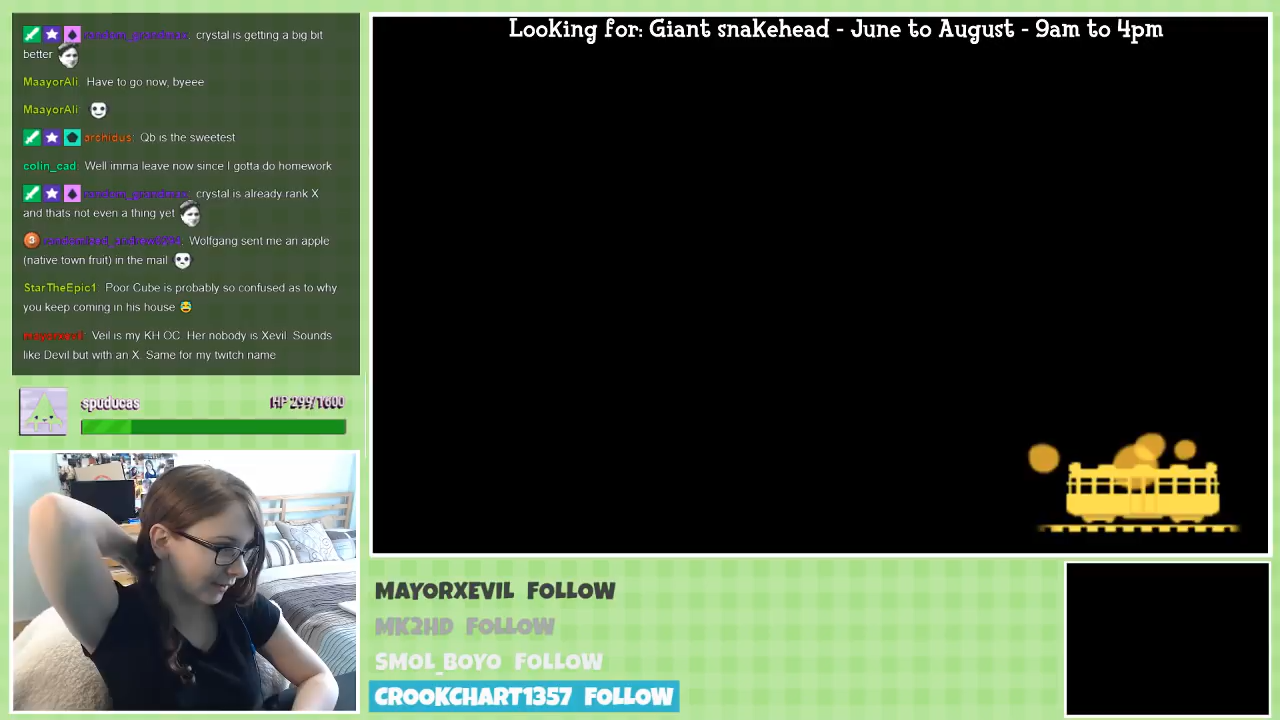 Looking for: Giant snakehead - June to August - 9am to 4pm
random_grandmax: crystal is getting a big bit
better
MaayorAli: Have to go now, byeee
MaayorAli:
archidus: Qb is the sweetest
colin_cad: Well imma leave now since I gotta do homework
crystal is already rank X
and thats not even a thing yet
Wolfgang sent me an apple
(native town fruit) in the mail
StarTheEpic1: Poor Cube is probably so confused as to why
you keep coming in his house
mayorxevil: Veil is my KH OC. Her nobody is Xevil. Sounds
like Devil but with an X. Same for my twitch name
spuducas HP 299/1600
MAYORXEVIL FOLLOW
MK2HD FOLLOW
SMOL_BOYO FOLLOW
CROOKCHART1357 FOLLOW